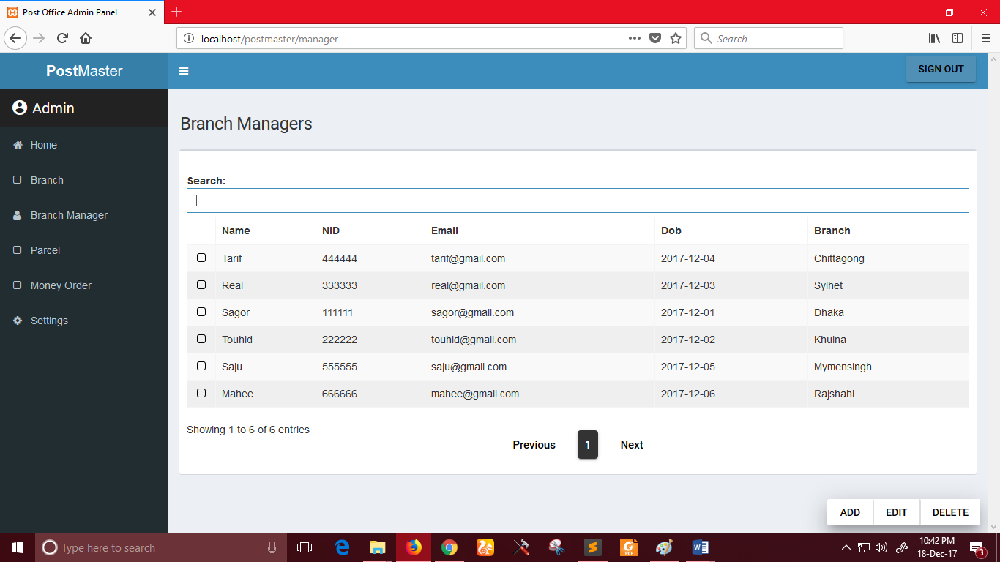 Post Office Admin Panel
localhost/postmaster/manager
Search
PostMaster
SIGN OUT
Admin
Home
Branch
Branch Manager
Parcel
Money Order
Settings
Branch Managers
Search:
Name NID Email Dob Branch
Tarif 444444 tarif@gmail.com 2017-12-04 Chittagong
Real 333333 real@gmail.com 2017-12-03 Sylhet
Sagor 111111 sagor@gmail.com 2017-12-01 Dhaka
Touhid 222222 touhid@gmail.com 2017-12-02 Khulna
Saju 555555 saju@gmail.com 2017-12-05 Mymensingh
Mahee 666666 mahee@gmail.com 2017-12-06 Rajshahi
Showing 1 to 6 of 6 entries
Previous 1 Next
ADD EDIT DELETE
Type here to search
PDF
10:42 PM
18-Dec-17
3